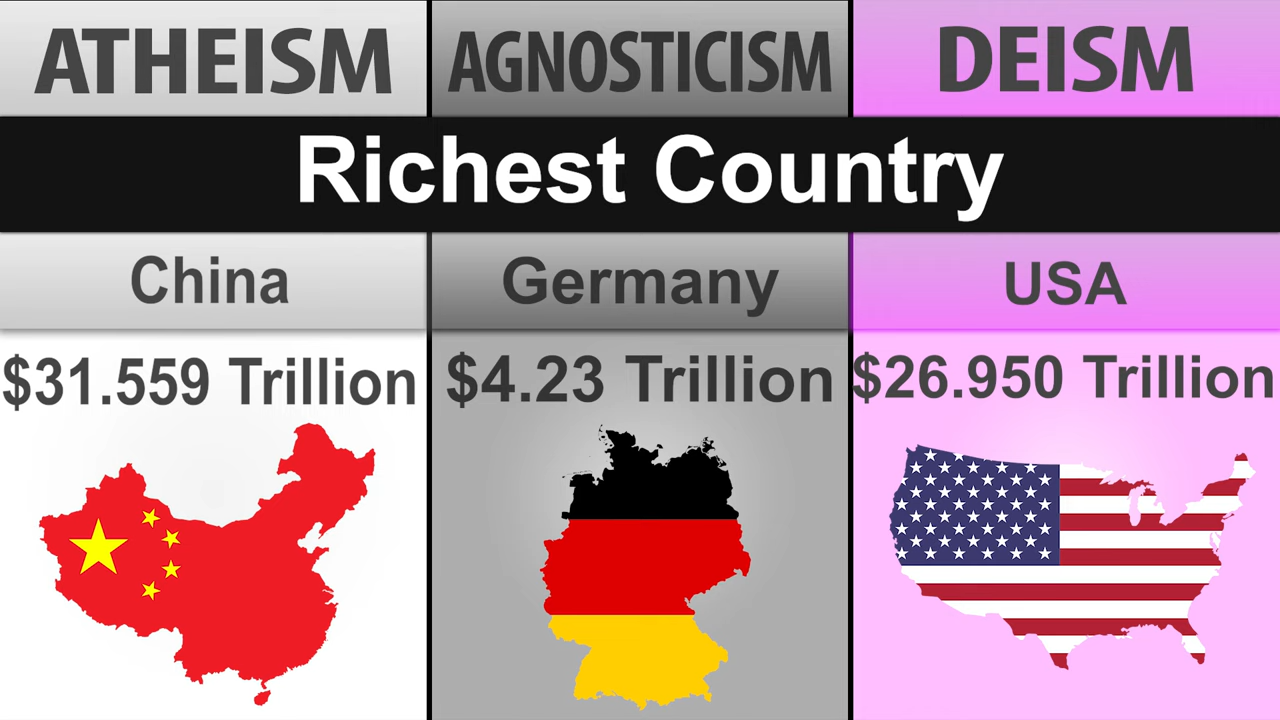 ATHEISM AGNOSTICISM DEISM
Richest Country
China Germany USA
$31.559 Trillion $4.23 Trillion $26.950 Trillion